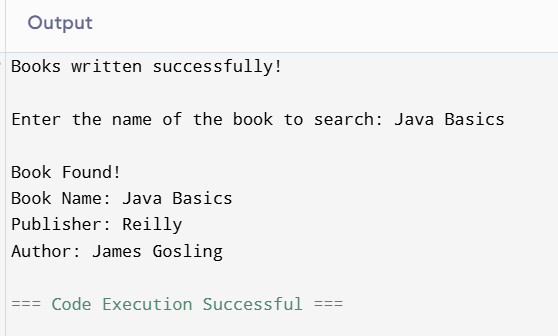 Output
Books written successfully!
Enter the name of the book to search: Java Basics
Book Found!
Book Name: Java Basics
Publisher: Reilly
Author: James Gosling
=== Code Execution Successful ===